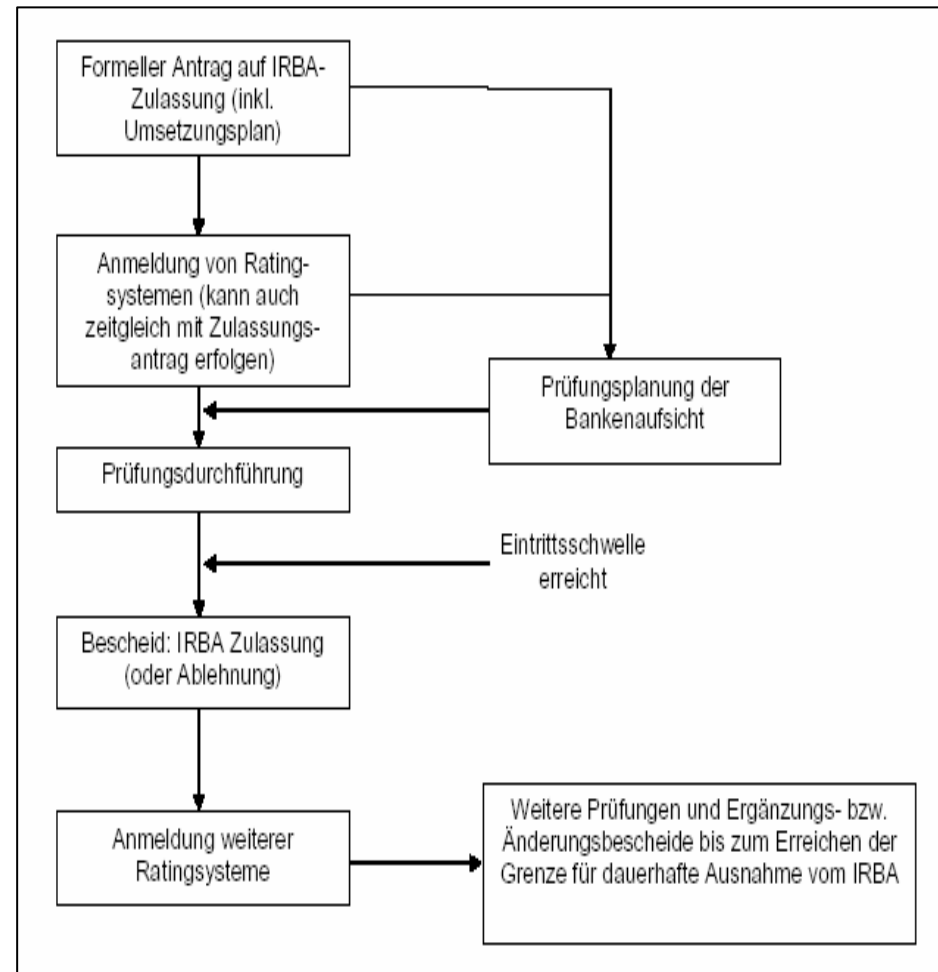 Formeller Antrag auf IRBA-
Zulassung (inkl.
Umsetzungsplan)
Anmeldung von Rating-
systemen (kann auch
zeitgleich mit Zulassungs-
antrag erfolgen)
Prüfungsplanung der
Bankenaufsicht
Prüfungsdurchführung
Eintrittsschwelle
erreicht
Bescheid: IRBA Zulassung
(oder Ablehnung)
Anmeldung weiterer
Ratingsysteme
Weitere Prüfungen und Ergänzungs- bzw.
Änderungsbescheide bis zum Erreichen der
Grenze für dauerhafte Ausnahme vom IRBA